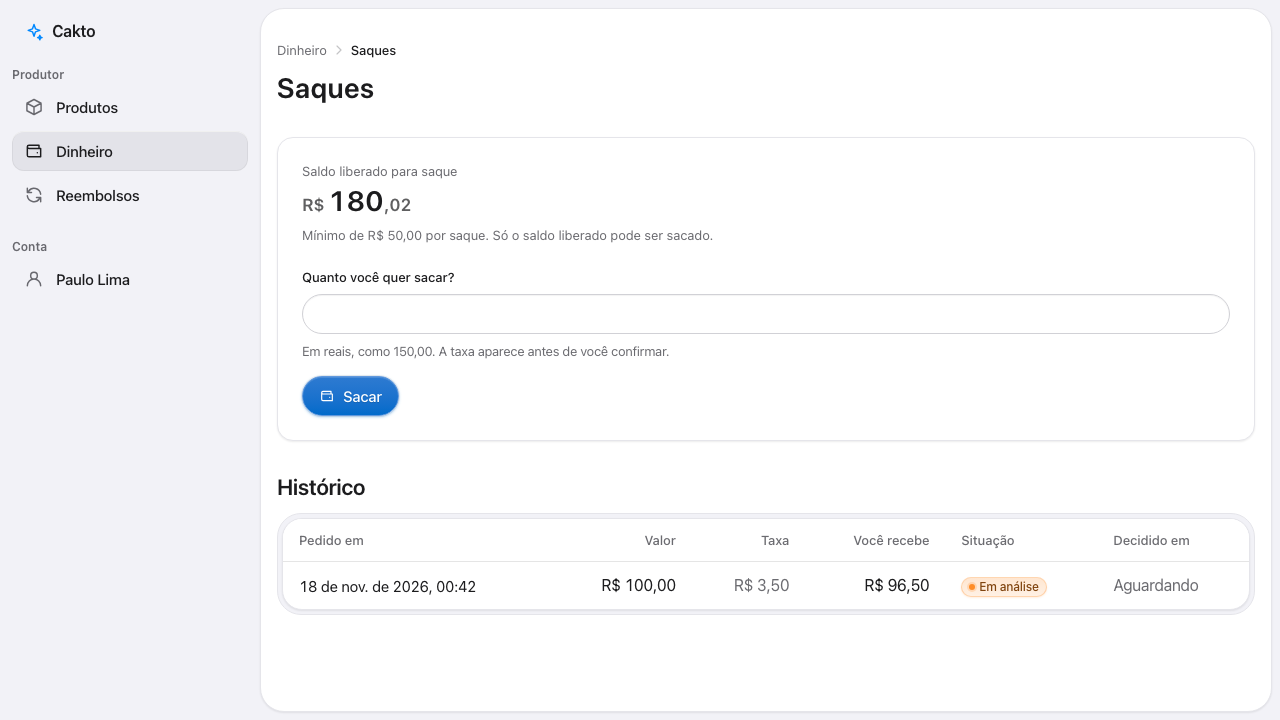 Cakto
Produtor
Produtos
Dinheiro
Reembolsos
Conta
Paulo Lima
Dinheiro > Saques
Saques
Saldo liberado para saque
R$ 180,02
Mínimo de R$ 50,00 por saque. Só o saldo liberado pode ser sacado.
Quanto você quer sacar?
Em reais, como 150,00. A taxa aparece antes de você confirmar.
Sacar
Histórico
Pedido em Valor Taxa Você recebe Situação Decidido em
18 de nov. de 2026, 00:42 R$ 100,00 R$ 3,50 R$ 96,50 Em análise Aguardando